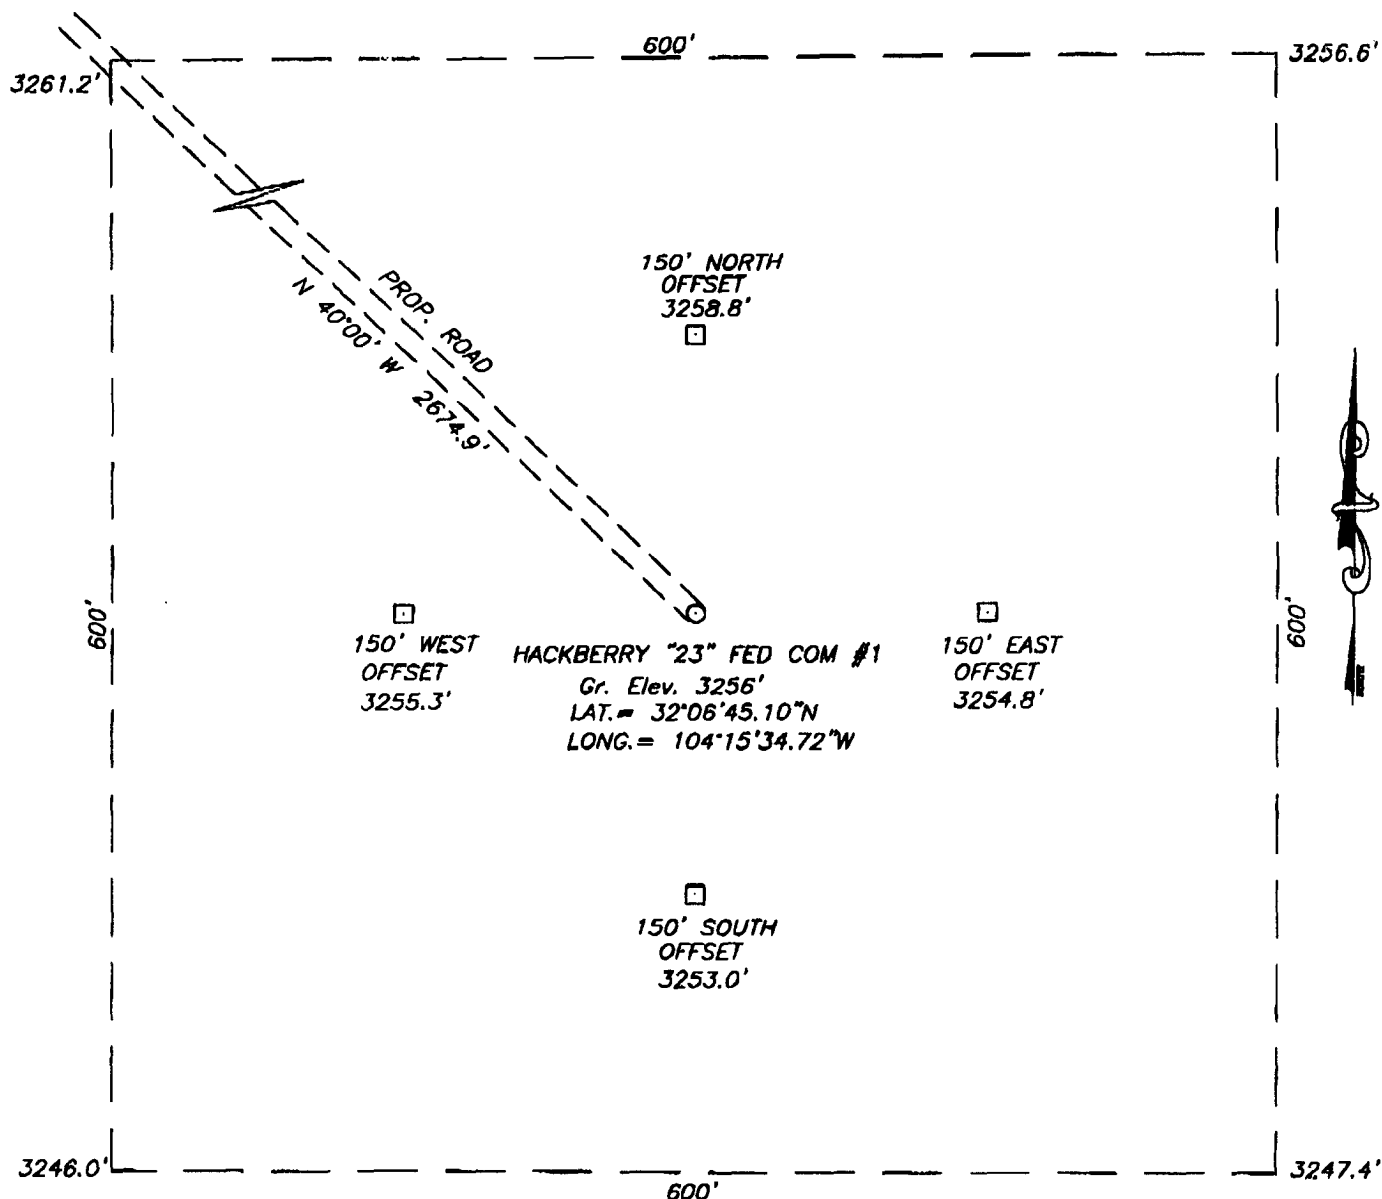 600'
3261.2'
3256.6'
150' NORTH
OFFSET
3258.8'
PROP. ROAD
N 40°00' W 2674.9'
600'
600'
150' WEST
OFFSET
3255.3'
HACKBERRY "23" FED COM #1
Gr. Elev. 3256'
LAT.= 32°06'45.10"N
LONG.= 104°15'34.72"W
150' EAST
OFFSET
3254.8'
150' SOUTH
OFFSET
3253.0'
3246.0'
600'
3247.4'